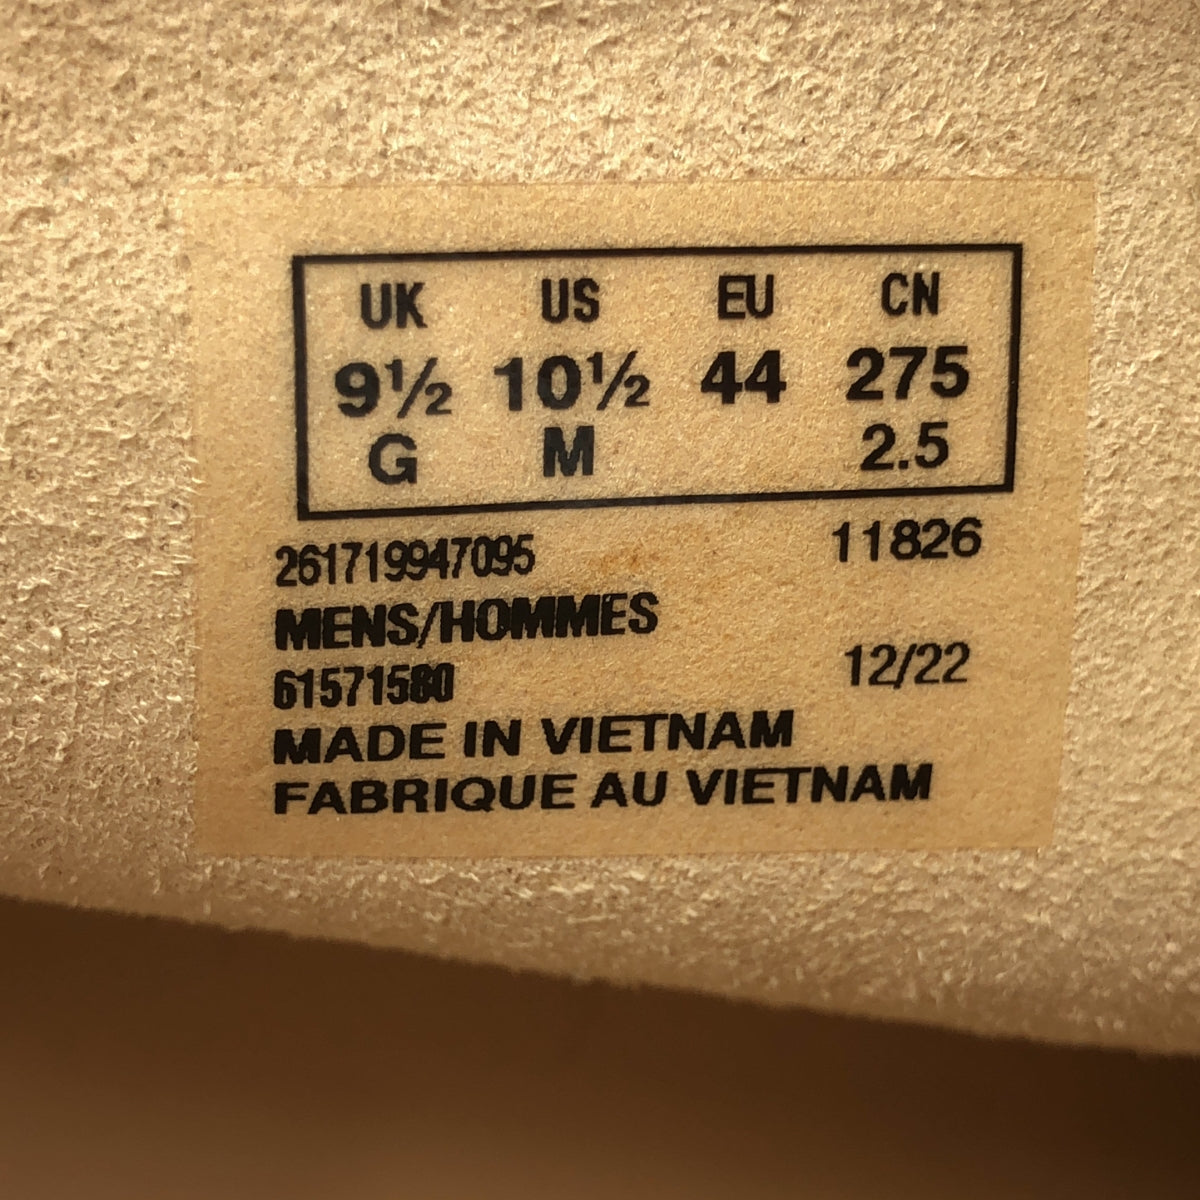 UK US EU CN
9½ 10½ 44 275
G M 2.5
261719947095 11826
MENS/HOMMES
61571580 12/22
MADE IN VIETNAM
FABRIQUE AU VIETNAM